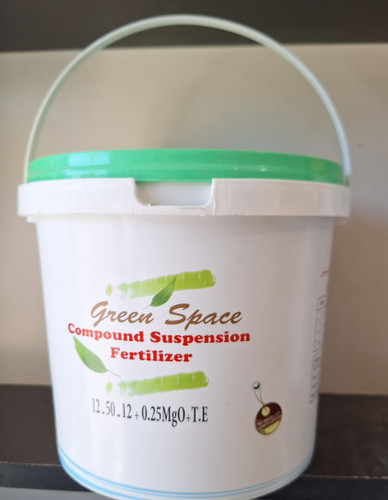 Green Space
Compound Suspension
Fertilizer
12.50.12+0.25MgO+T.E